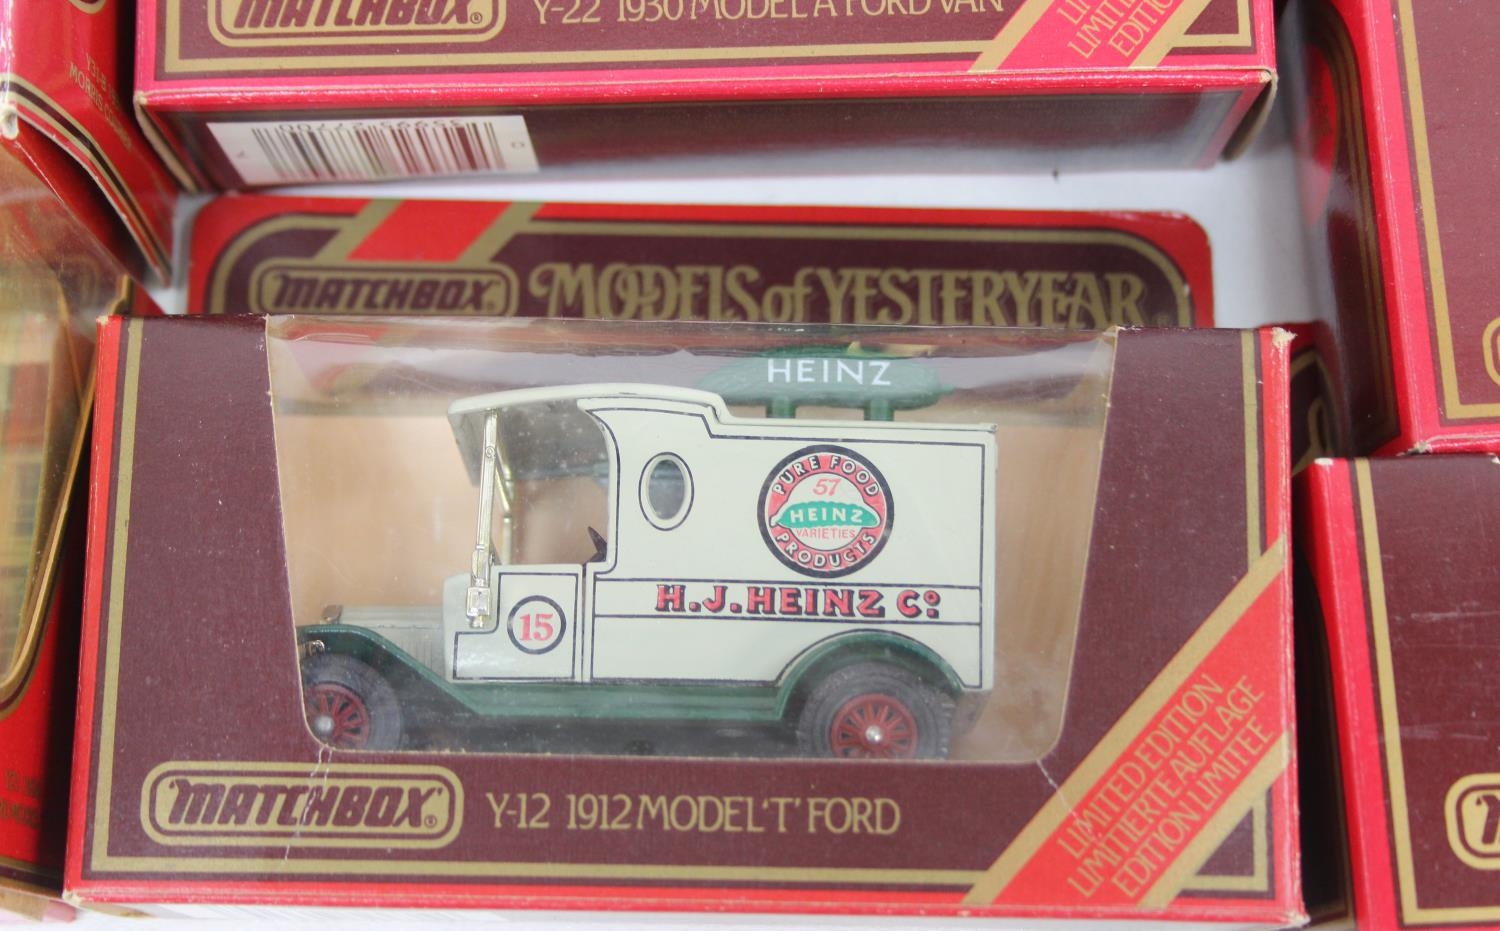 MATCHBOX®
Y-22 1930 MODEL A FORD VAN
MATCHBOX®
MODELS of YESTERYEAR®
HEINZ
PURE FOOD
57
HEINZ
VARIETIES
PRODUCTS
H.J. HEINZ Co.
15
MATCHBOX®
Y-12 1912 MODEL 'T' FORD
LIMITED EDITION
LIMITIERTE AUFLAGE
EDITION LIMITEE